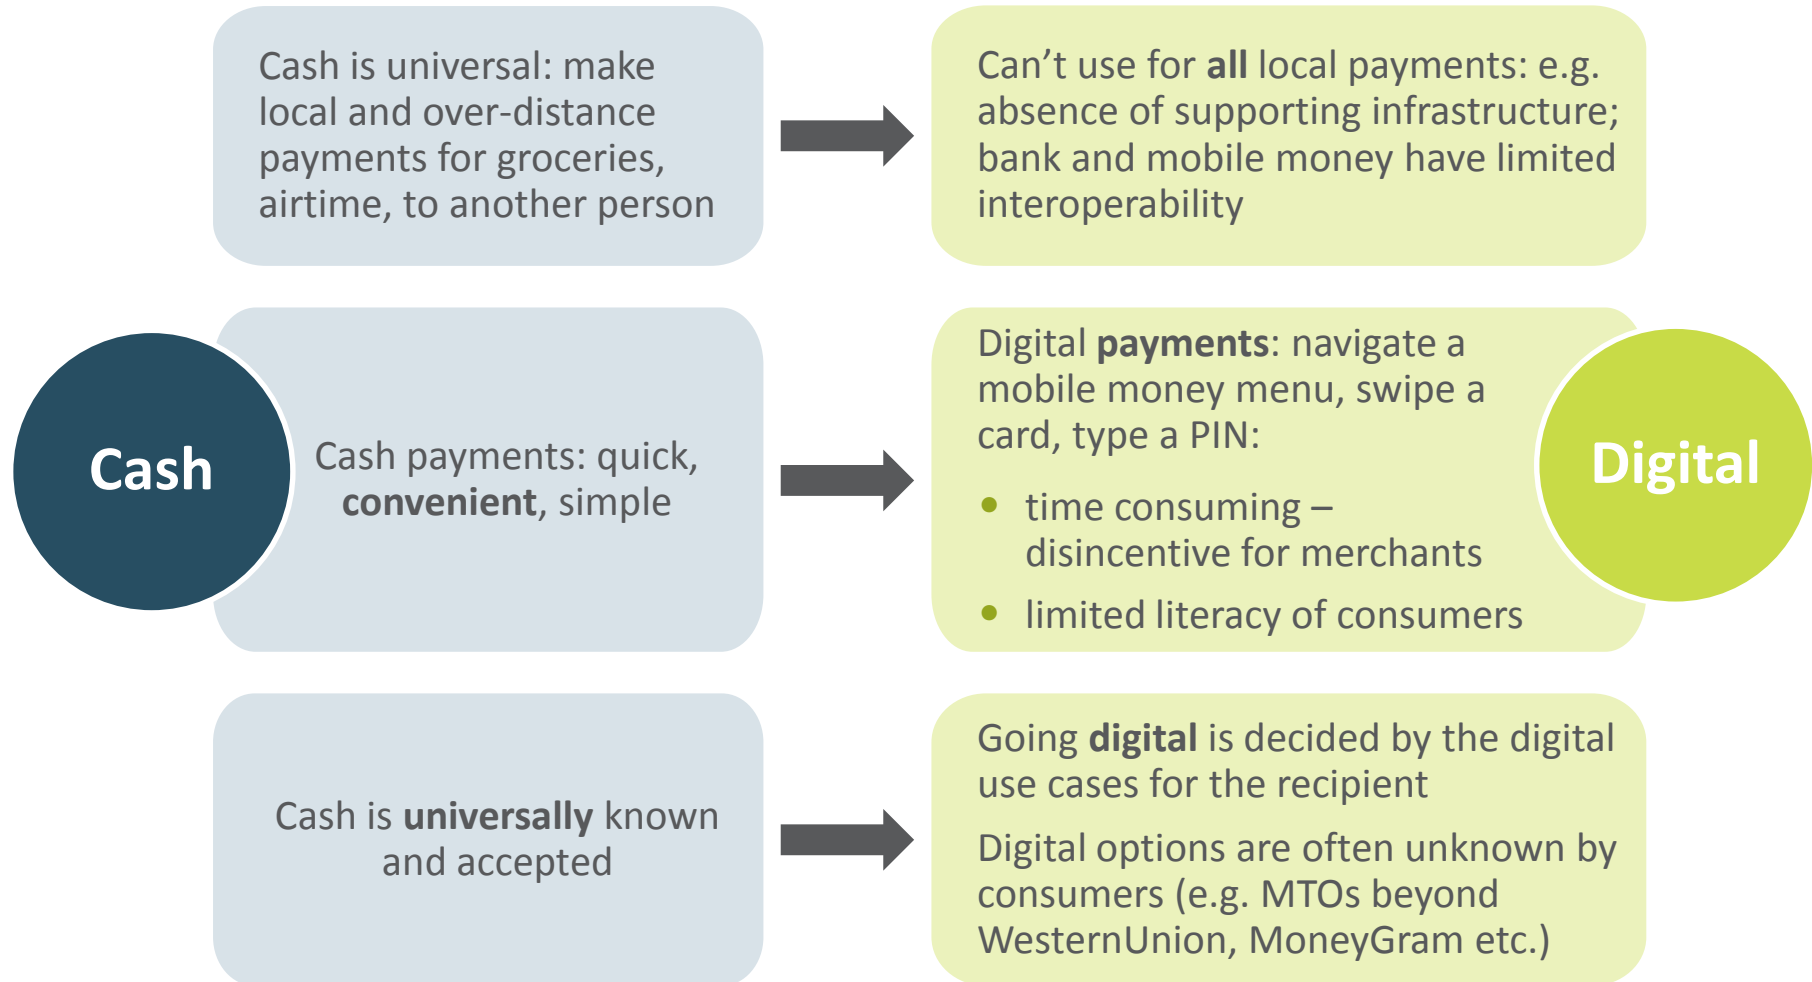 Cash is universal: make
local and over-distance
payments for groceries,
airtime, to another person
Can’t use for all local payments: e.g.
absence of supporting infrastructure;
bank and mobile money have limited
interoperability
Cash
Cash payments: quick,
convenient, simple
Digital payments: navigate a
mobile money menu, swipe a
card, type a PIN:
• time consuming –
disincentive for merchants
• limited literacy of consumers
Digital
Cash is universally known
and accepted
Going digital is decided by the digital
use cases for the recipient
Digital options are often unknown by
consumers (e.g. MTOs beyond
WesternUnion, MoneyGram etc.)